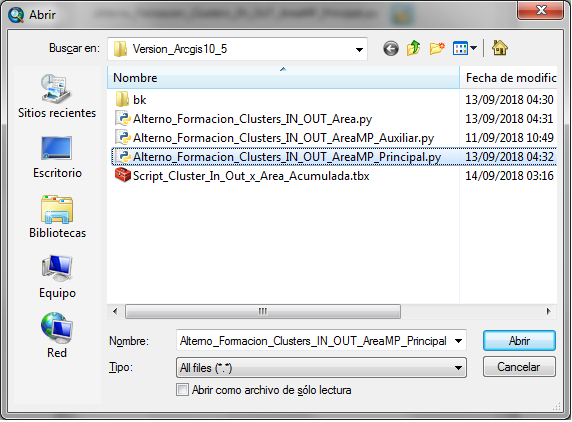 Abrir
Buscar en: Version_Arcgis10_5
Nombre Fecha de modific
bk 13/09/2018 04:30
Alterno_Formacion_Clusters_IN_OUT_Area.py 13/09/2018 04:31
Alterno_Formacion_Clusters_IN_OUT_AreaMP_Auxiliar.py 11/09/2018 10:49
Alterno_Formacion_Clusters_IN_OUT_AreaMP_Principal.py 13/09/2018 04:32
Script_Cluster_In_Out_x_Area_Acumulada.tbx 14/09/2018 03:16
Sitios recientes
Escritorio
Bibliotecas
Equipo
Red
Nombre: Alterno_Formacion_Clusters_IN_OUT_AreaMP_Principal Abrir
Tipo: All files (*.*) Cancelar
Abrir como archivo de sólo lectura